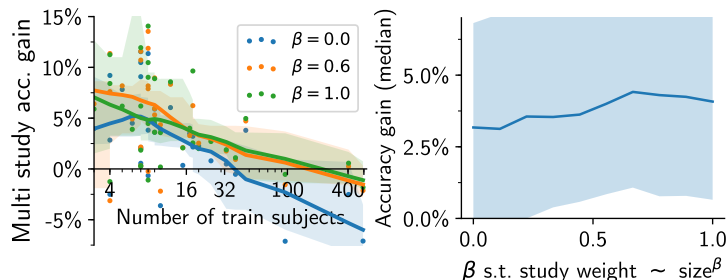 Multi study acc. gain
15%
10%
5%
0%
-5%
β = 0.0
β = 0.6
β = 1.0
4 16 32 100 400
Number of train subjects
Accuracy gain (median)
5.0%
2.5%
0.0%
0.0 0.5 1.0
β s.t. study weight ~ size^β